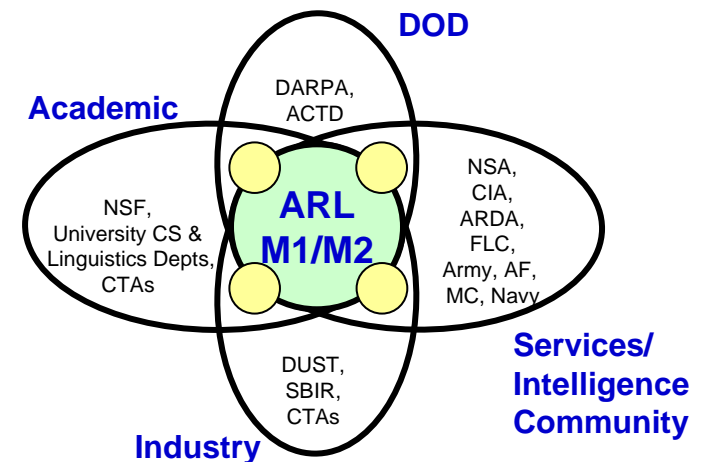 DOD
DARPA,
ACTD
Academic
NSF,
University CS &
Linguistics Depts,
CTAs
ARL
M1/M2
NSA,
CIA,
ARDA,
FLC,
Army, AF,
MC, Navy
Services/
Intelligence
Community
DUST,
SBIR,
CTAs
Industry